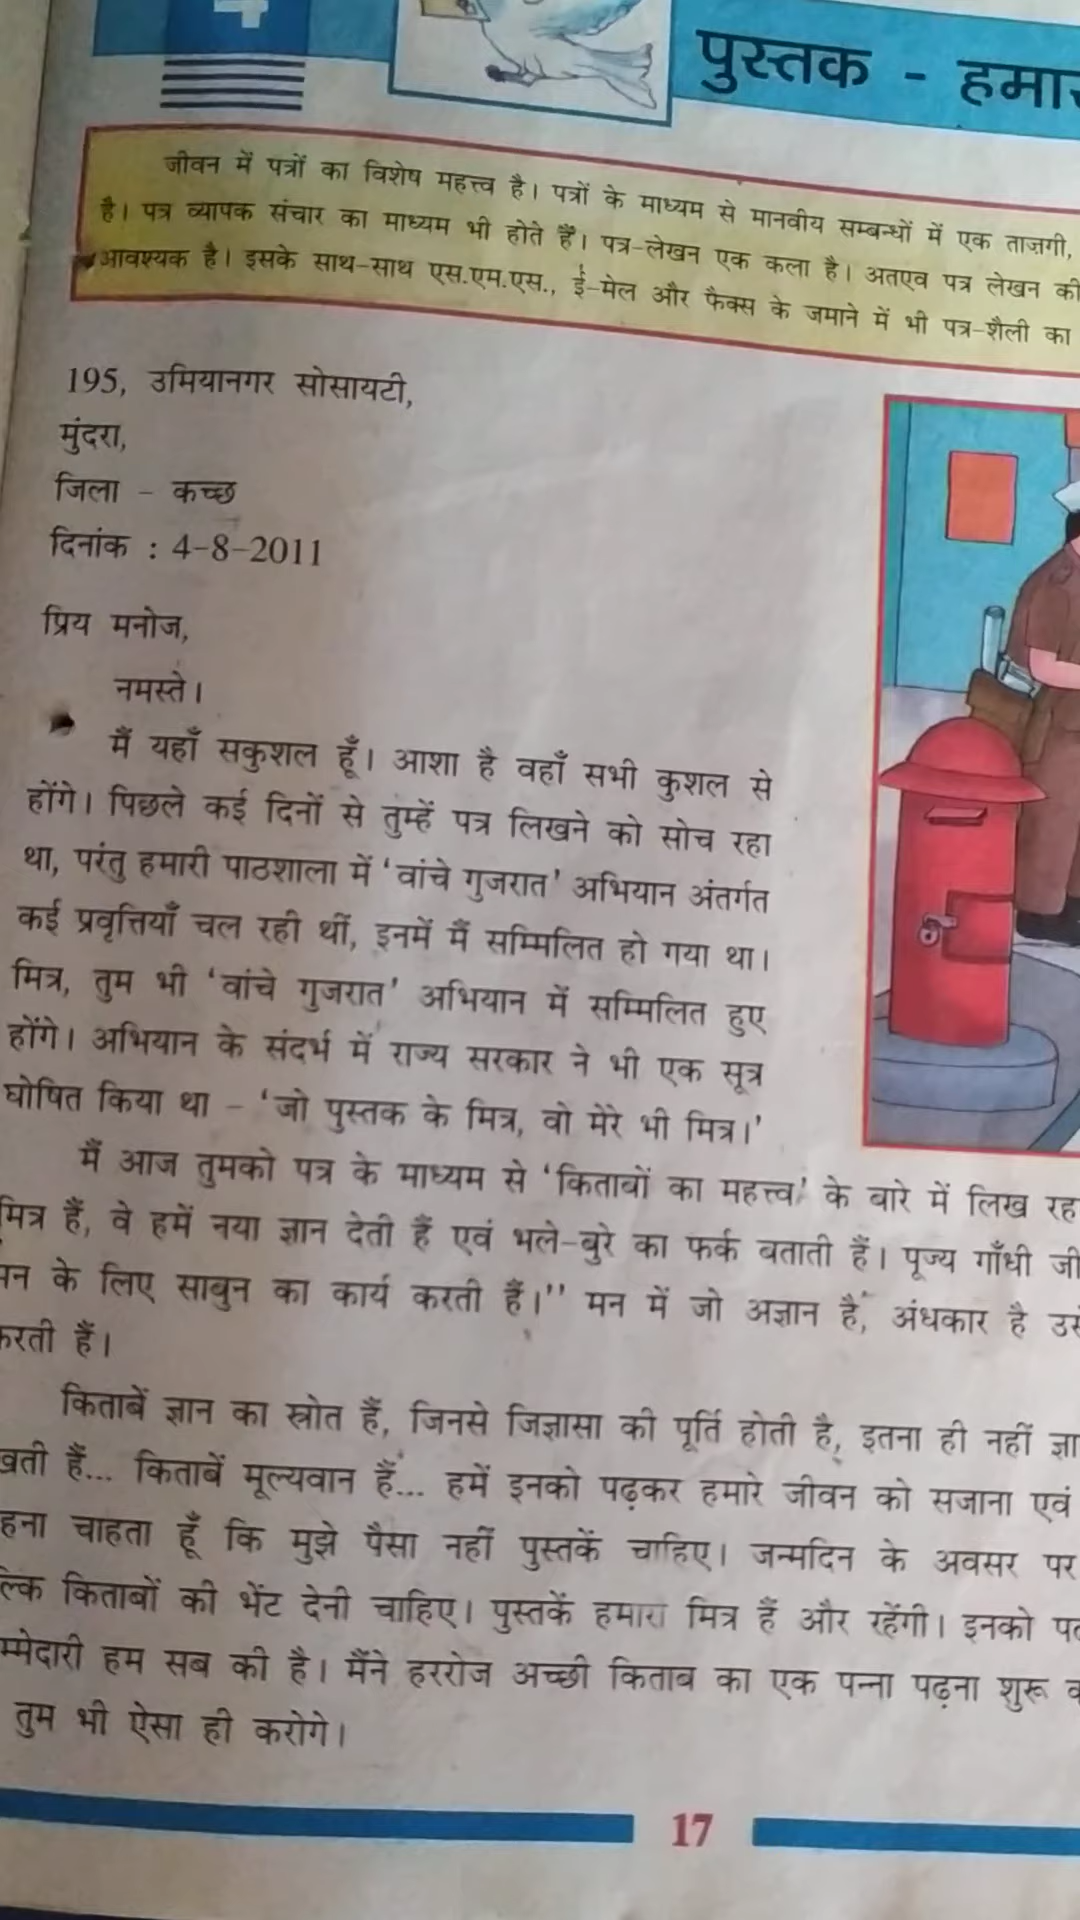 4
पुस्तक - हमारा
जीवन में पत्रों का विशेष महत्त्व है। पत्रों के माध्यम से मानवीय सम्बन्धों में एक ताज़गी,
है। पत्र व्यापक संचार का माध्यम भी होते हैं। पत्र-लेखन एक कला है। अतएव पत्र लेखन की
आवश्यक है। इसके साथ-साथ एस.एम.एस., ई-मेल और फैक्स के जमाने में भी पत्र-शैली का
195, उमियानगर सोसायटी,
मुंदरा,
जिला - कच्छ
दिनांक : 4-8-2011
प्रिय मनोज,
नमस्ते।
मैं यहाँ सकुशल हूँ। आशा है वहाँ सभी कुशल से
होंगे। पिछले कई दिनों से तुम्हें पत्र लिखने को सोच रहा
था, परंतु हमारी पाठशाला में 'वांचे गुजरात' अभियान अंतर्गत
कई प्रवृत्तियाँ चल रही थीं, इनमें मैं सम्मिलित हो गया था।
मित्र, तुम भी 'वांचे गुजरात' अभियान में सम्मिलित हुए
होंगे। अभियान के संदर्भ में राज्य सरकार ने भी एक सूत्र
घोषित किया था - 'जो पुस्तक के मित्र, वो मेरे भी मित्र।'
मैं आज तुमको पत्र के माध्यम से 'किताबों का महत्त्व' के बारे में लिख रह
मित्र हैं, वे हमें नया ज्ञान देती हैं एवं भले-बुरे का फर्क बताती हैं। पूज्य गाँधी जी
मन के लिए साबुन का कार्य करती हैं।" मन में जो अज्ञान है, अंधकार है उसे
करती हैं।
किताबें ज्ञान का स्रोत हैं, जिनसे जिज्ञासा की पूर्ति होती है, इतना ही नहीं ज्ञा
खती हैं... किताबें मूल्यवान हैं... हमें इनको पढ़कर हमारे जीवन को सजाना एवं
हना चाहता हूँ कि मुझे पैसा नहीं पुस्तकें चाहिए। जन्मदिन के अवसर पर
ल्कि किताबों की भेंट देनी चाहिए। पुस्तकें हमारा मित्र हैं और रहेंगी। इनको पढ़
म्मेदारी हम सब की है। मैंने हररोज अच्छी किताब का एक पन्ना पढ़ना शुरू क
तुम भी ऐसा ही करोगे।
17